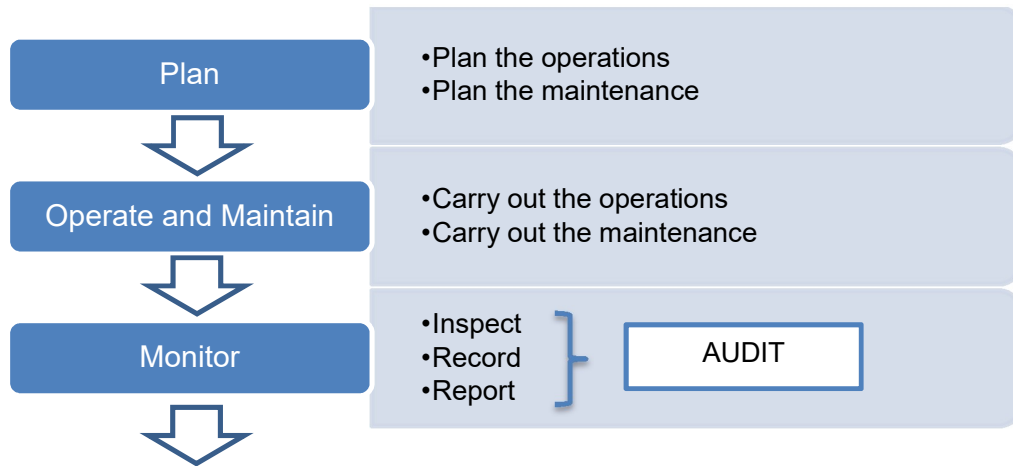 Plan
•Plan the operations
•Plan the maintenance
Operate and Maintain
•Carry out the operations
•Carry out the maintenance
Monitor
•Inspect
•Record
•Report
AUDIT